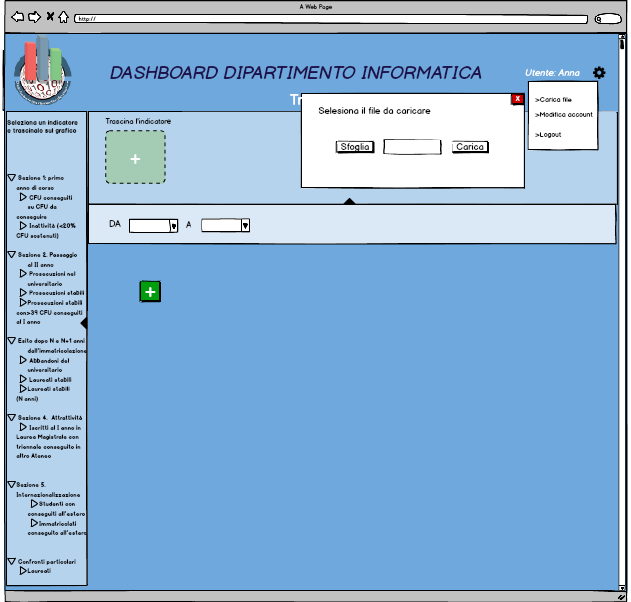 A Web Page
http://
DASHBOARD DIPARTIMENTO INFORMATICA
Utente: Anna
Tr
Seleziona un indicatore
e trascinalo sul grafico
Trascina l'indicatore
Selesiona il file da caricare
X
Sfoglia
Carica
>Carica file
>Modifica account
>Logout
DA
A
Sezione 1: primo
anno di corso
CFU conseguiti
su CFU da
conseguire
Inattività (<20%
CFU sostenuti)
Sezione 2. Passaggio
al II anno
Prosecuzioni nel
universitario
Prosecuzioni stabili
Prosecuzioni stabili
con>39 CFU conseguiti
al I anno
Esito dopo N e N+1 anni
dall'immatricolazione
Abbandoni del
universitario
Laureati stabili
Laureati stabili
(N anni)
Sezione 4. Attrattività
Iscritti al I anno in
Laurea Magistrale con
triennale conseguito in
altro Ateneo
Sezione 5.
Internazionalizzazione
Studenti con
conseguiti all'estero
Immatricolati
conseguito all'estero
Confronti particolari
Laureati